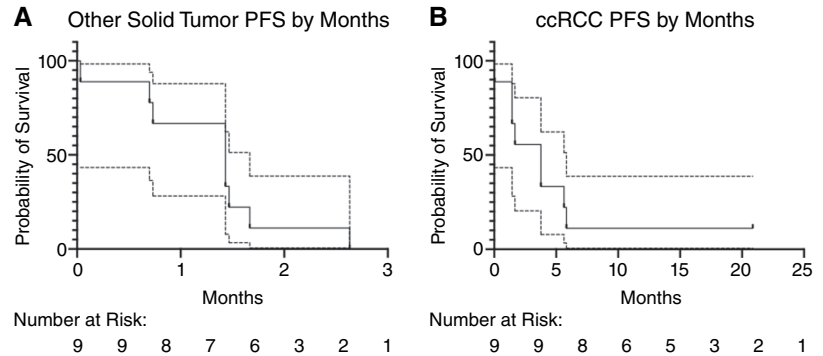 A Other Solid Tumor PFS by Months
Probability of Survival
100
50
0
0 1 2 3
Months
Number at Risk:
9 9 8 7 6 3 2 1
B ccRCC PFS by Months
Probability of Survival
100
50
0
0 5 10 15 20 25
Months
Number at Risk:
9 9 8 6 5 3 2 1